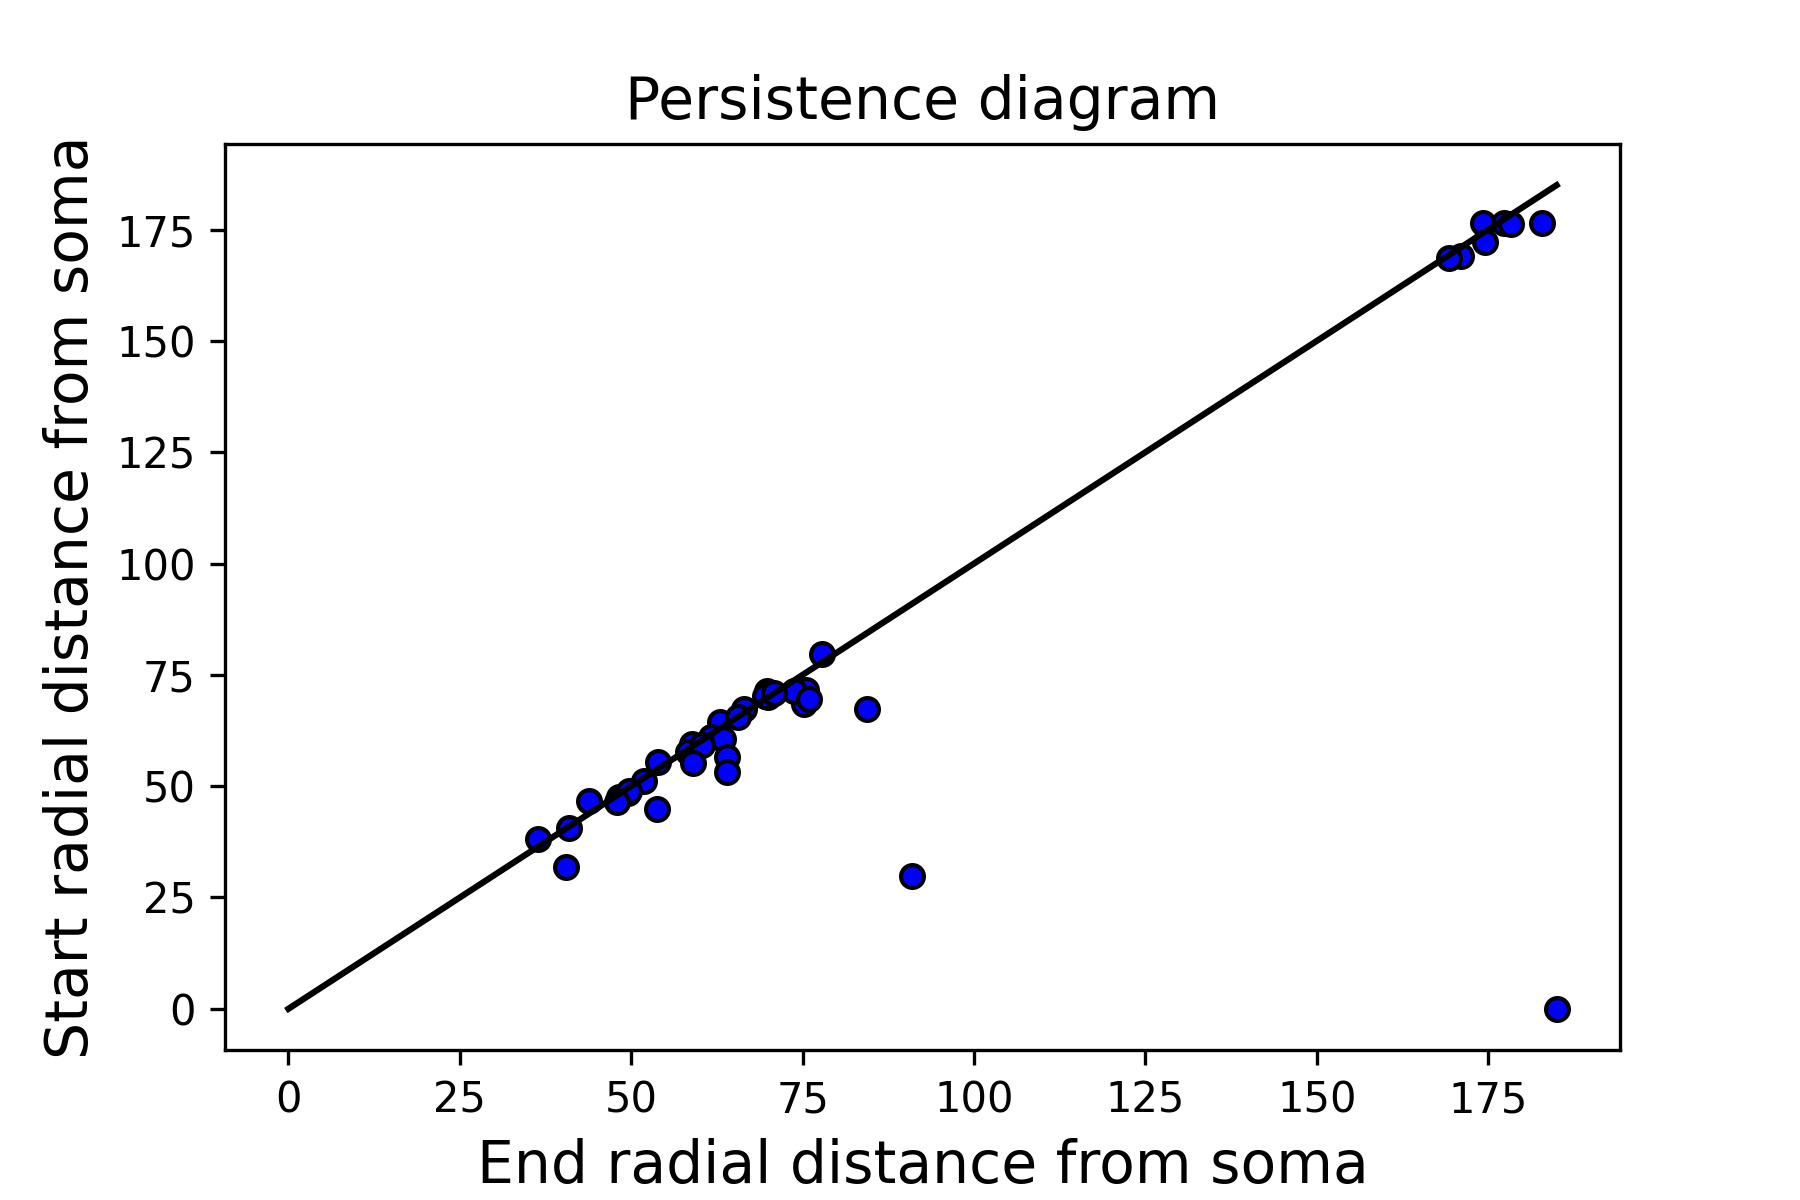 Persistence diagram
Start radial distance from soma
175
150
125
100
75
50
25
0
0 25 50 75 100 125 150 175
End radial distance from soma